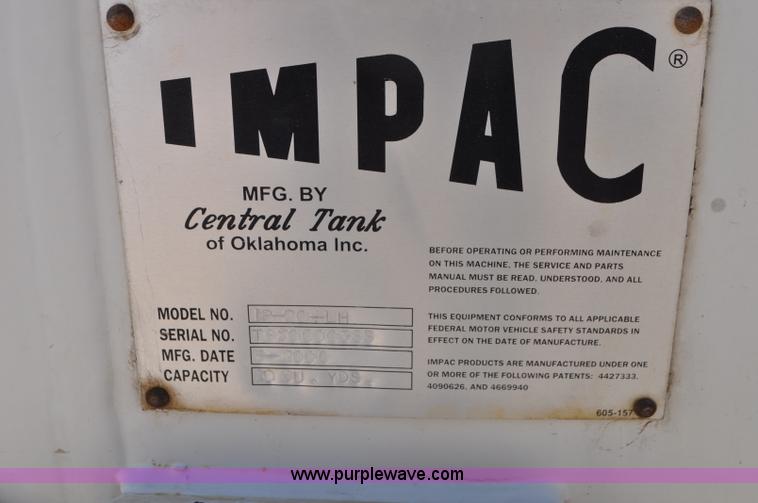 IMPAC®
MFG. BY
Central Tank
of Oklahoma Inc.
BEFORE OPERATING OR PERFORMING MAINTENANCE
ON THIS MACHINE, THE SERVICE AND PARTS
MANUAL MUST BE READ, UNDERSTOOD, AND ALL
PROCEDURES FOLLOWED.
MODEL NO.
SERIAL NO.
MFG. DATE
CAPACITY YDS.
THIS EQUIPMENT CONFORMS TO ALL APPLICABLE
FEDERAL MOTOR VEHICLE SAFETY STANDARDS IN
EFFECT ON THE DATE OF MANUFACTURE.
IMPAC PRODUCTS ARE MANUFACTURED UNDER ONE
OR MORE OF THE FOLLOWING PATENTS: 4427333,
4090626, AND 4669940
605-157
www.purplewave.com